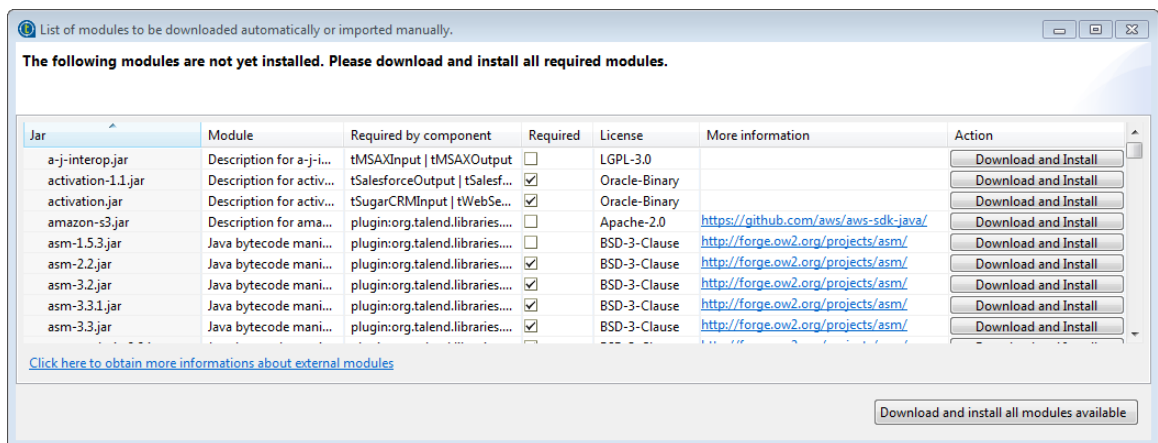 List of modules to be downloaded automatically or imported manually.
The following modules are not yet installed. Please download and install all required modules.
Jar Module Required by component Required License More information Action
a-j-interop.jar Description for a-j-i... tMSAXInput | tMSAXOutput LGPL-3.0 Download and Install
activation-1.1.jar Description for activ... tSalesforceOutput | tSalesf... Oracle-Binary Download and Install
activation.jar Description for activ... tSugarCRMInput | tWebSe... Oracle-Binary Download and Install
amazon-s3.jar Description for ama... plugin:org.talend.libraries.... Apache-2.0 https://github.com/aws/aws-sdk-java/ Download and Install
asm-1.5.3.jar Java bytecode mani... plugin:org.talend.libraries.... BSD-3-Clause http://forge.ow2.org/projects/asm/ Download and Install
asm-2.2.jar Java bytecode mani... plugin:org.talend.libraries.... BSD-3-Clause http://forge.ow2.org/projects/asm/ Download and Install
asm-3.2.jar Java bytecode mani... plugin:org.talend.libraries.... BSD-3-Clause http://forge.ow2.org/projects/asm/ Download and Install
asm-3.3.1.jar Java bytecode mani... plugin:org.talend.libraries.... BSD-3-Clause http://forge.ow2.org/projects/asm/ Download and Install
asm-3.3.jar Java bytecode mani... plugin:org.talend.libraries.... BSD-3-Clause http://forge.ow2.org/projects/asm/ Download and Install
Click here to obtain more informations about external modules
Download and install all modules available